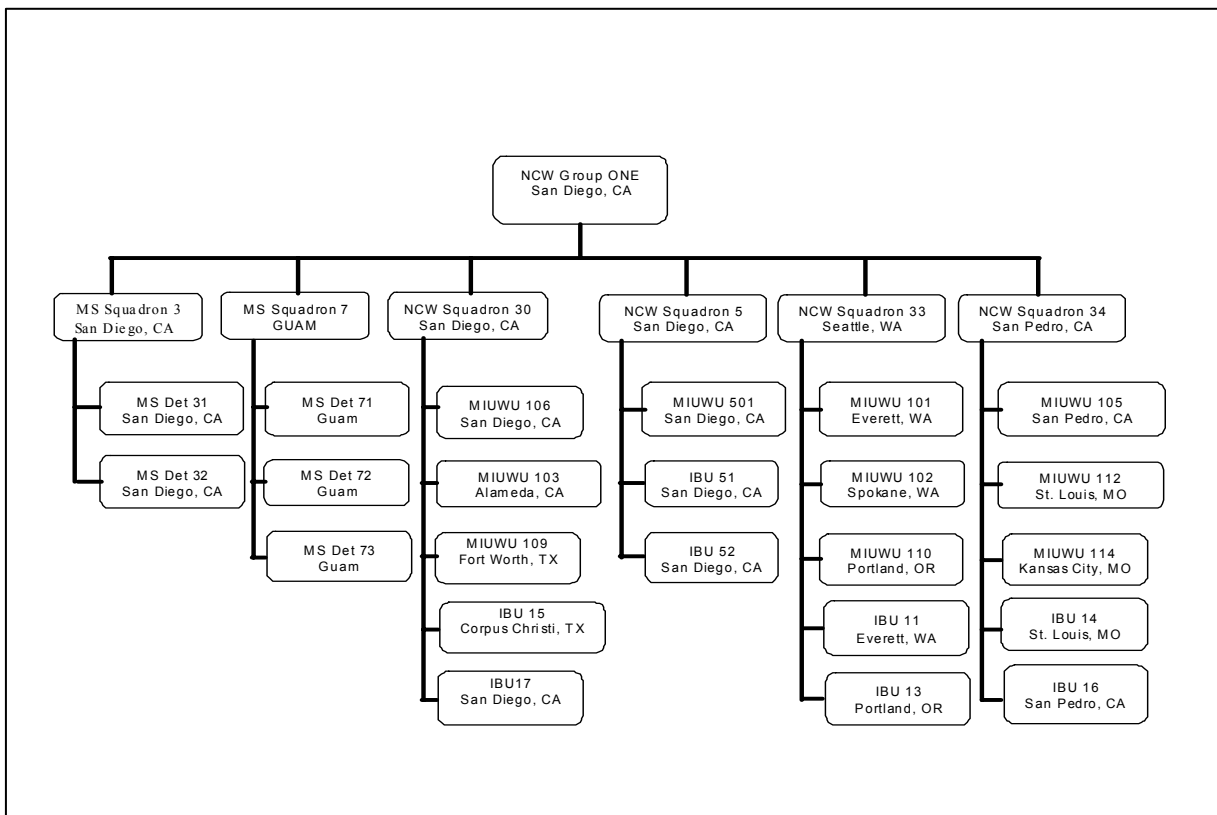 NCW Group ONE
San Diego, CA
MS Squadron 3
San Diego, CA
MS Squadron 7
GUAM
NCW Squadron 30
San Diego, CA
NCW Squadron 5
San Diego, CA
NCW Squadron 33
Seattle, WA
NCW Squadron 34
San Pedro, CA
MS Det 31
San Diego, CA
MS Det 32
San Diego, CA
MS Det 71
Guam
MS Det 72
Guam
MS Det 73
Guam
MIUWU 106
San Diego, CA
MIUWU 103
Alameda, CA
MIUWU 109
Fort Worth, TX
IBU 15
Corpus Christi, TX
IBU17
San Diego, CA
MIUWU 501
San Diego, CA
IBU 51
San Diego, CA
IBU 52
San Diego, CA
MIUWU 101
Everett, WA
MIUWU 102
Spokane, WA
MIUWU 110
Portland, OR
IBU 11
Everett, WA
IBU 13
Portland, OR
MIUWU 105
San Pedro, CA
MIUWU 112
St. Louis, MO
MIUWU 114
Kansas City, MO
IBU 14
St. Louis, MO
IBU 16
San Pedro, CA